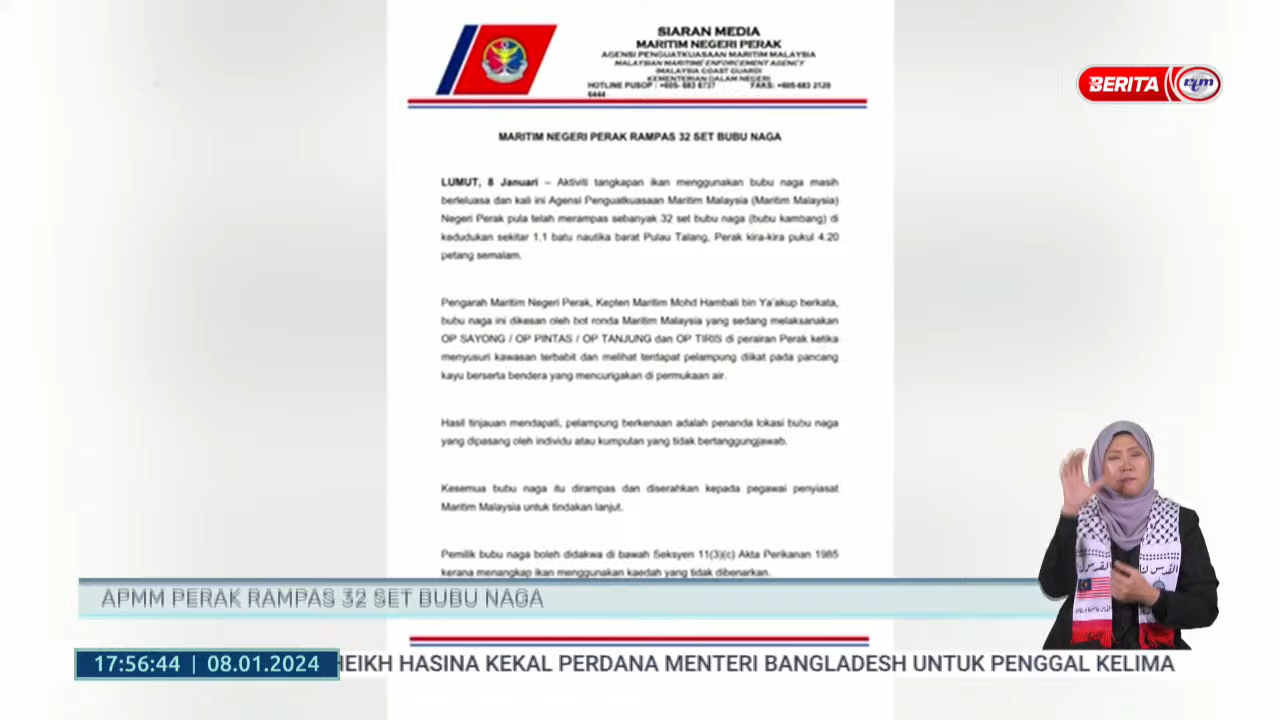 SIARAN MEDIA
MARITIM NEGERI PERAK
AGENSI PENGUATKUASAAN MARITIM MALAYSIA
MALAYSIAN MARITIME ENFORCEMENT AGENCY
(MALAYSIA COAST GUARD)
KEMENTERIAN DALAM NEGERI
HOTLINE PUSOP : +605- 683 8737 FAKS: +605-683 2120
6444
BERITA RTM
MARITIM NEGERI PERAK RAMPAS 32 SET BUBU NAGA
LUMUT, 8 Januari – Aktiviti tangkapan ikan menggunakan bubu naga masih
berleluasa dan kali ini Agensi Penguatkuasaan Maritim Malaysia (Maritim Malaysia)
Negeri Perak pula telah merampas sebanyak 32 set bubu naga (bubu kambang) di
kedudukan sekitar 1.1 batu nautika barat Pulau Talang, Perak kira-kira pukul 4.20
petang semalam.
Pengarah Maritim Negeri Perak, Kepten Maritim Mohd Hambali bin Ya'akup berkata,
bubu naga ini dikesan oleh bot ronda Maritim Malaysia yang sedang melaksanakan
OP SAYONG / OP PINTAS / OP TANJUNG dan OP TIRIS di perairan Perak ketika
menyusuri kawasan terbabit dan melihat terdapat pelampung diikat pada pancang
kayu berserta bendera yang mencurigakan di permukaan air.
Hasil tinjauan mendapati, pelampung berkenaan adalah penanda lokasi bubu naga
yang dipasang oleh individu atau kumpulan yang tidak bertanggungjawab.
Kesemua bubu naga itu dirampas dan diserahkan kepada pegawai penyiasat
Maritim Malaysia untuk tindakan lanjut.
Pemilik bubu naga boleh didakwa di bawah Seksyen 11(3)(c) Akta Perikanan 1985
kerana menangkap ikan menggunakan kaedah yang tidak dibenarkan.
APMM PERAK RAMPAS 32 SET BUBU NAGA
17:56:44 | 08.01.2024 HEIKH HASINA KEKAL PERDANA MENTERI BANGLADESH UNTUK PENGGAL KELIMA